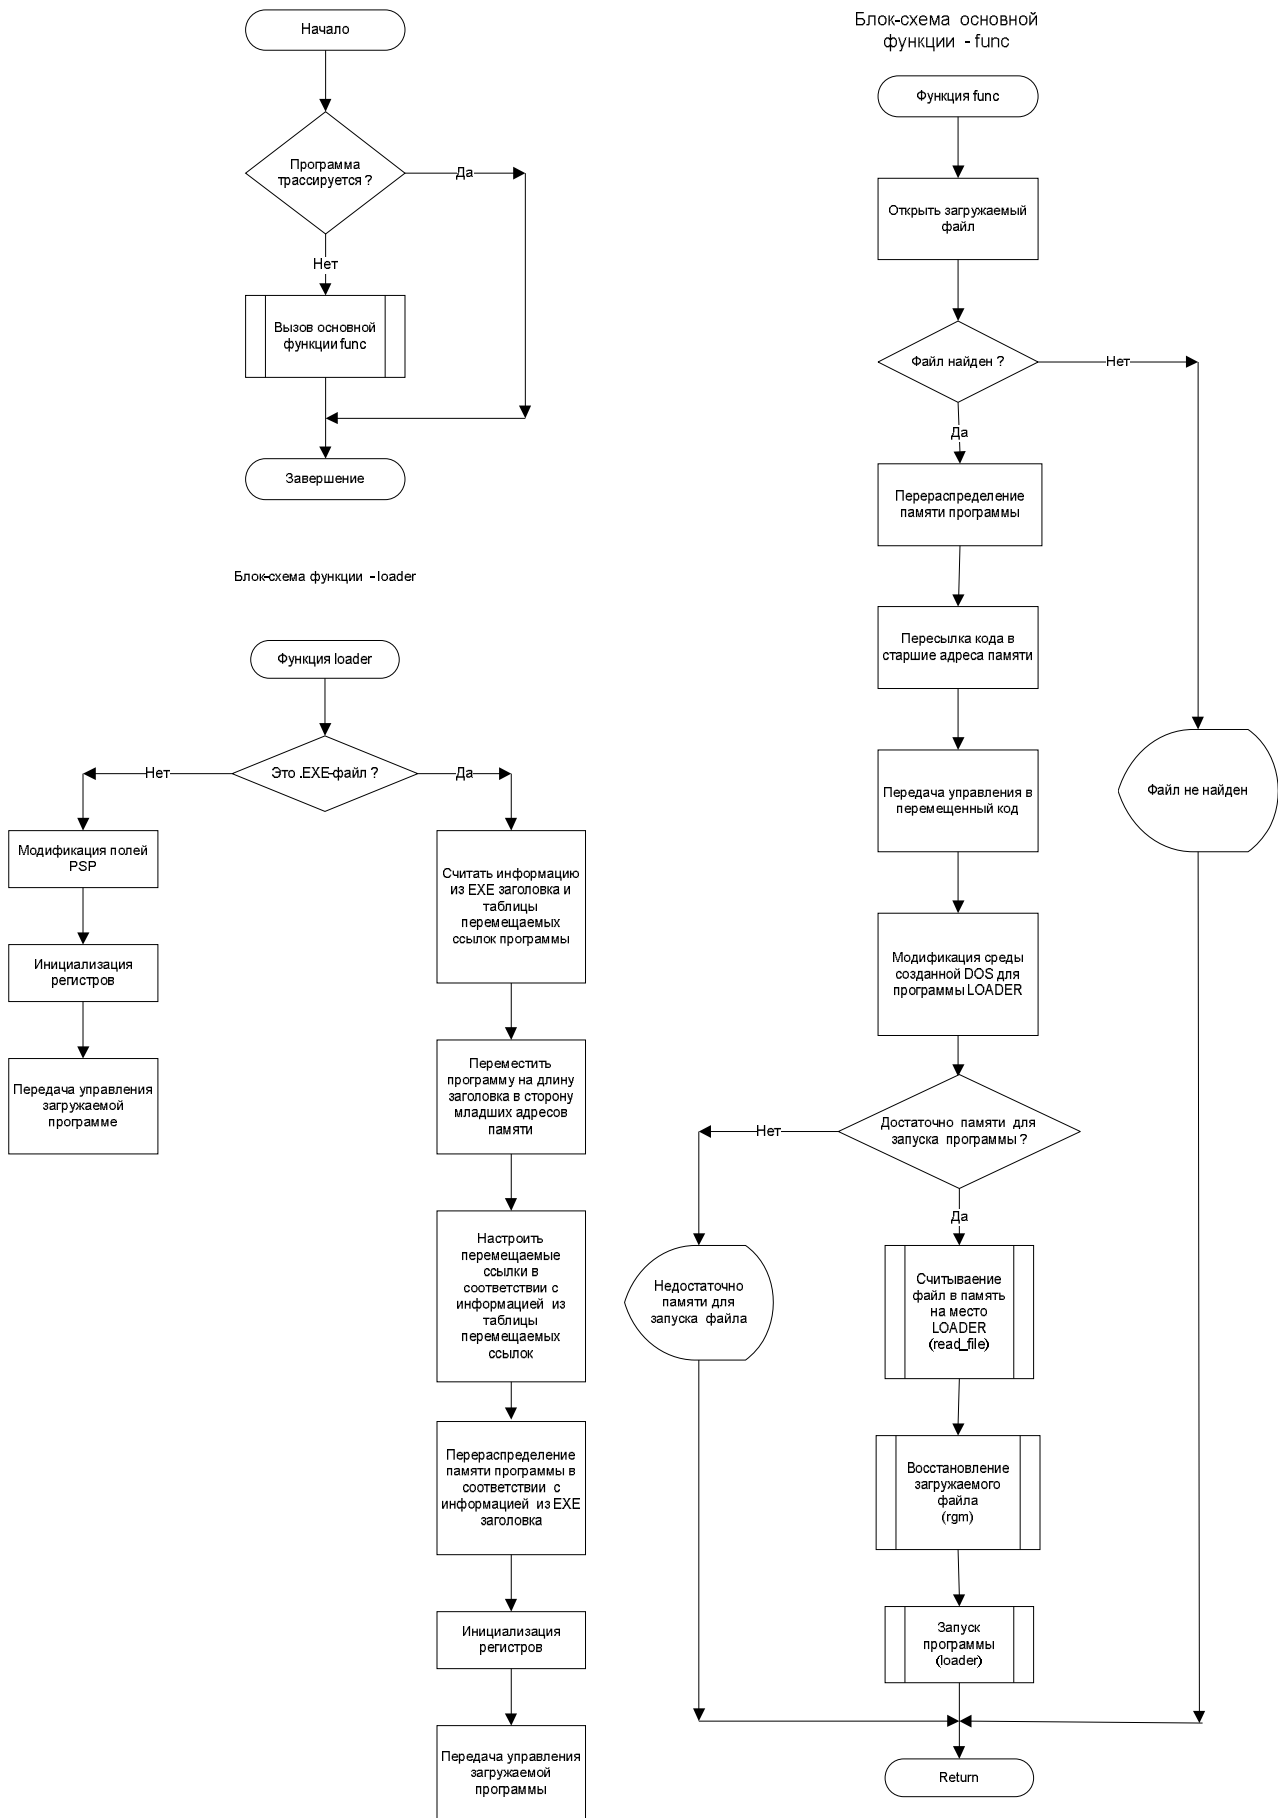 Начало
Программа
трассируется ?
Да
Нет
Вызов основной
функции func
Завершение
Блок-схема функции - loader
Функция loader
Это .EXE-файл ?
Нет
Да
Модификация полей
PSP
Инициализация
регистров
Передача управления
загружаемой
программе
Считать информацию
из EXE заголовка и
таблицы
перемещаемых
ссылок программы
Переместить
программу на длину
заголовка в сторону
младших адресов
памяти
Настроить
перемещаемые
ссылки в
соответствии с
информацией из
таблицы
перемещаемых
ссылок
Перераспределение
памяти программы в
соответствии с
информацией из EXE
заголовка
Инициализация
регистров
Передача управления
загружаемой
программы
Блок-схема основной
функции - func
Функция func
Открыть загружаемый
файл
Файл найден ?
Нет
Да
Перераспределение
памяти программы
Пересылка кода в
старшие адреса памяти
Передача управления в
перемещенный код
Файл не найден
Модификация среды
созданной DOS для
программы LOADER
Достаточно памяти для
запуска программы ?
Нет
Да
Недостаточно
памяти для
запуска файла
Считываение
файл в память
на место
LOADER
(read_file)
Восстановление
загружаемого
файла
(rgm)
Запуск
программы
(loader)
Return